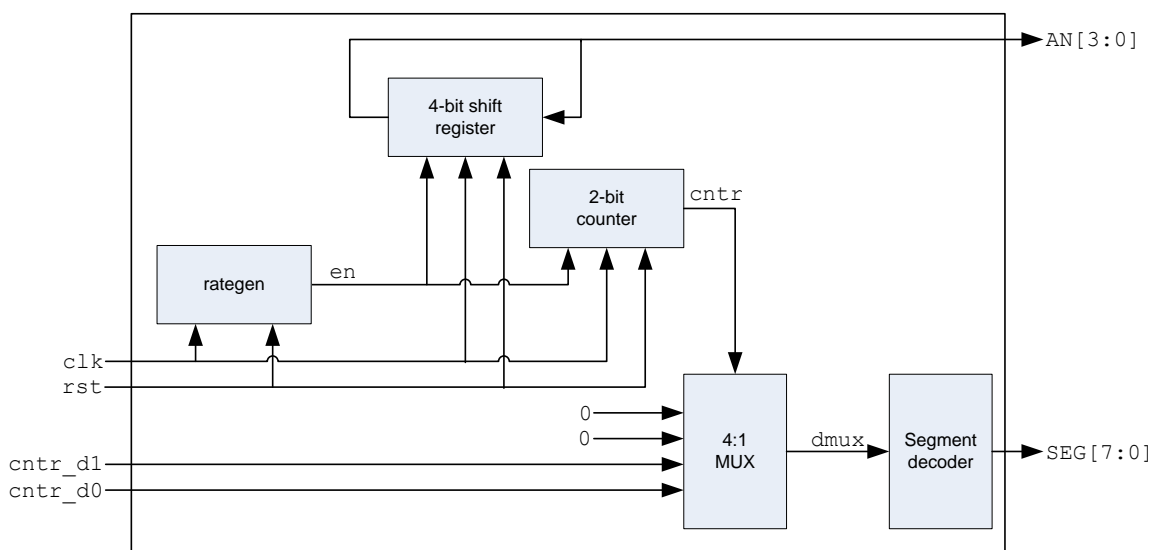 AN[3:0]
4-bit shift
register
2-bit
counter
cntr
rategen
en
clk
rst
0
0
4:1
MUX
dmux
Segment
decoder
SEG[7:0]
cntr_d1
cntr_d0